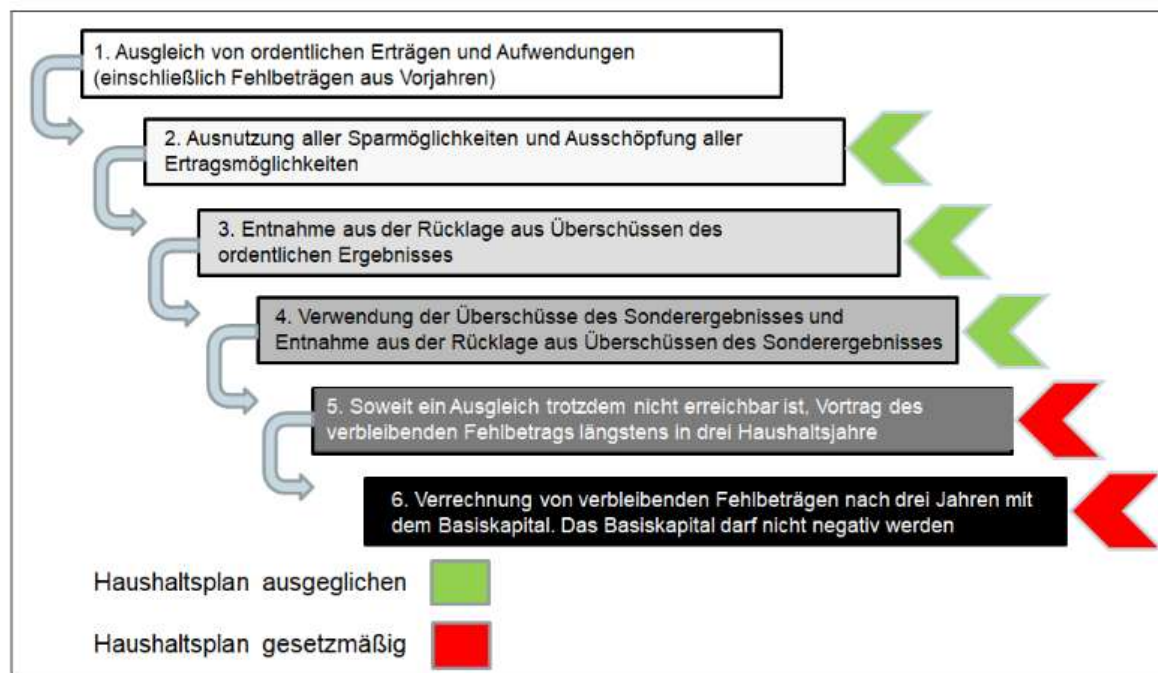 1. Ausgleich von ordentlichen Erträgen und Aufwendungen
(einschließlich Fehlbeträgen aus Vorjahren)
2. Ausnutzung aller Sparmöglichkeiten und Ausschöpfung aller
Ertragsmöglichkeiten
3. Entnahme aus der Rücklage aus Überschüssen des
ordentlichen Ergebnisses
4. Verwendung der Überschüsse des Sonderergebnisses und
Entnahme aus der Rücklage aus Überschüssen des Sonderergebnisses
5. Soweit ein Ausgleich trotzdem nicht erreichbar ist, Vortrag des
verbleibenden Fehlbetrags längstens in drei Haushaltsjahre
6. Verrechnung von verbleibenden Fehlbeträgen nach drei Jahren mit
dem Basiskapital. Das Basiskapital darf nicht negativ werden
Haushaltsplan ausgeglichen
Haushaltsplan gesetzmäßig